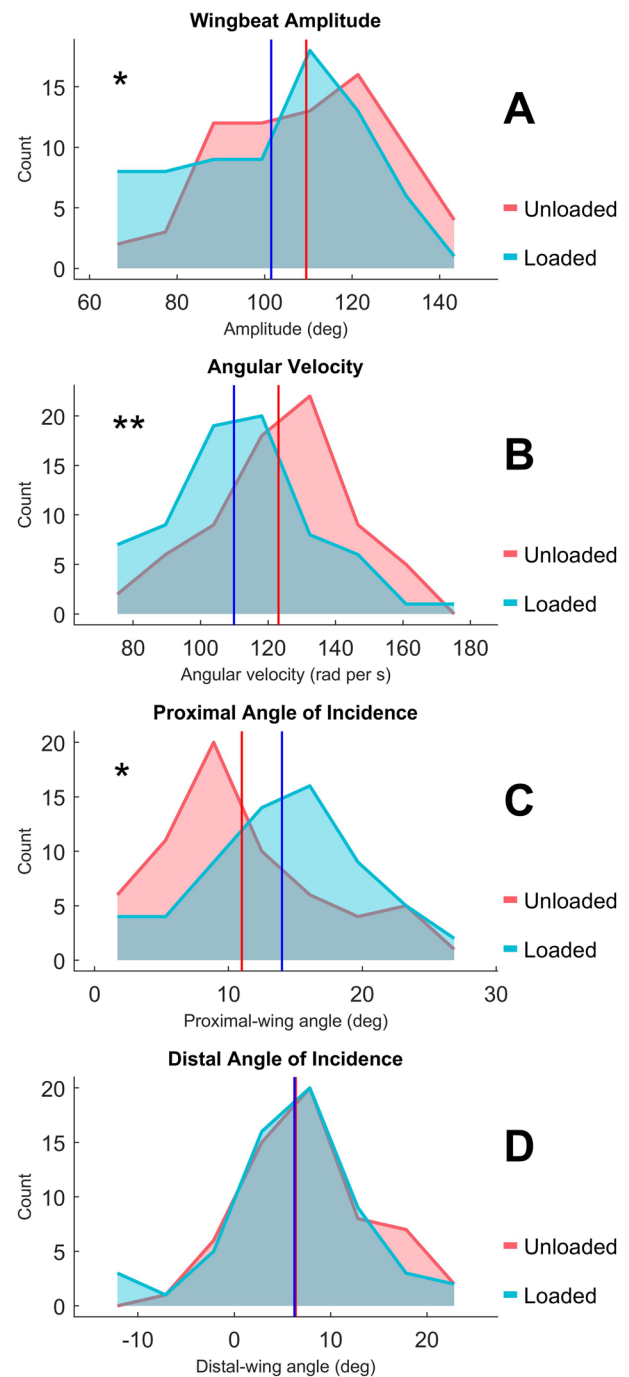 Wingbeat Amplitude
*
A
15
10
5
0
Count
Unloaded
Loaded
60 80 100 120 140
Amplitude (deg)
Angular Velocity
**
B
20
15
10
5
0
Count
Unloaded
Loaded
80 100 120 140 160 180
Angular velocity (rad per s)
Proximal Angle of Incidence
*
C
20
15
10
5
0
Count
Unloaded
Loaded
0 10 20 30
Proximal-wing angle (deg)
Distal Angle of Incidence
D
20
15
10
5
0
Count
Unloaded
Loaded
-10 0 10 20
Distal-wing angle (deg)